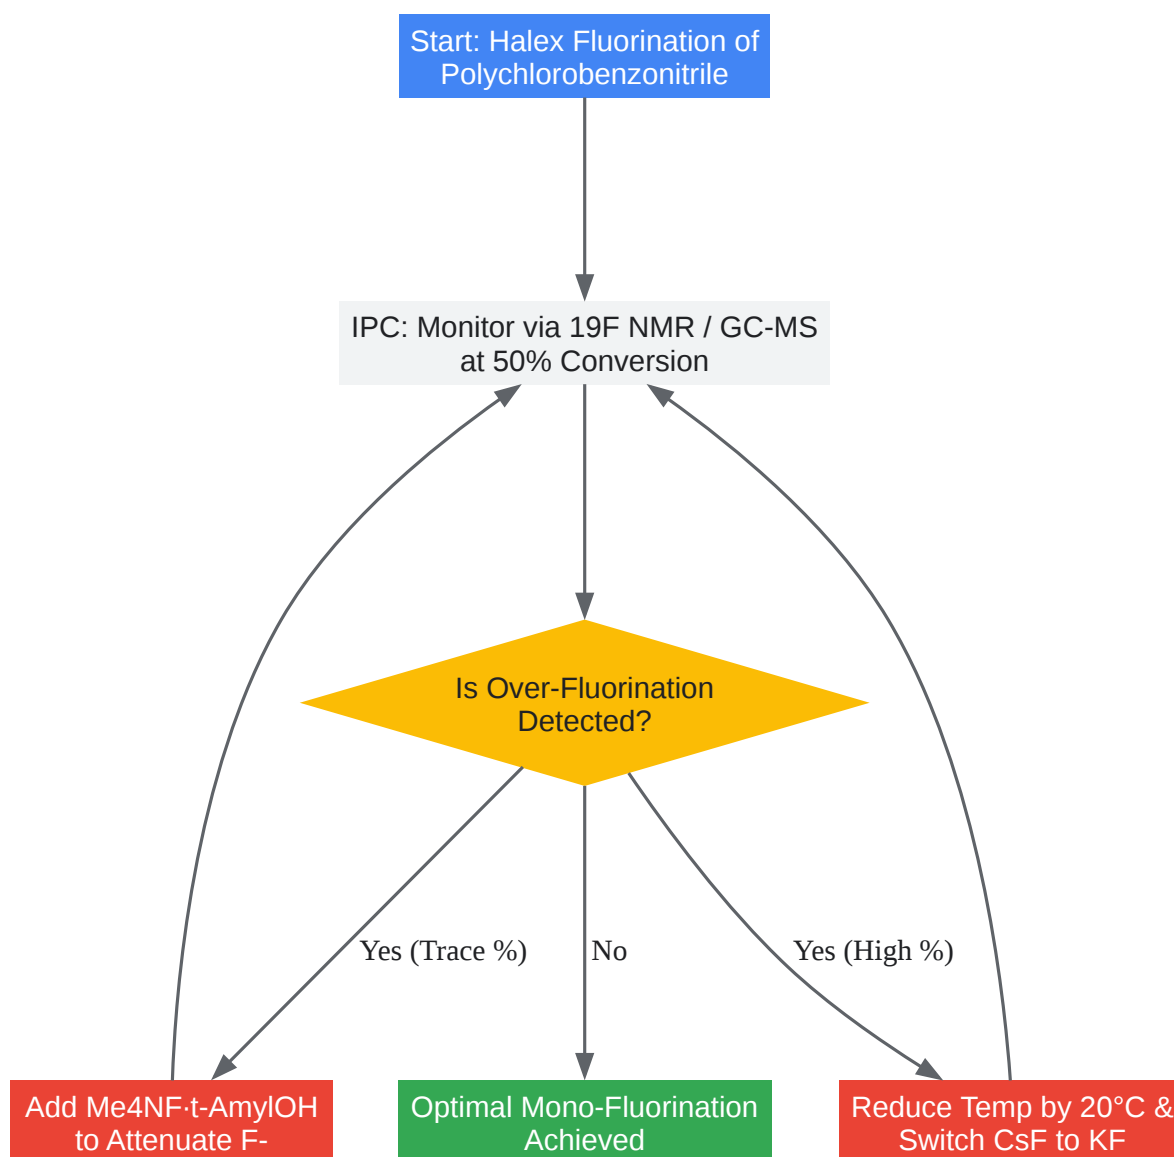 Start: Halex Fluorination of
Polychlorobenzonitrile
IPC: Monitor via 19F NMR / GC-MS
at 50% Conversion
Is Over-Fluorination
Detected?
Yes (Trace %)
No
Yes (High %)
Add Me4NF·t-AmylOH
to Attenuate F-
Optimal Mono-Fluorination
Achieved
Reduce Temp by 20°C &
Switch CsF to KF